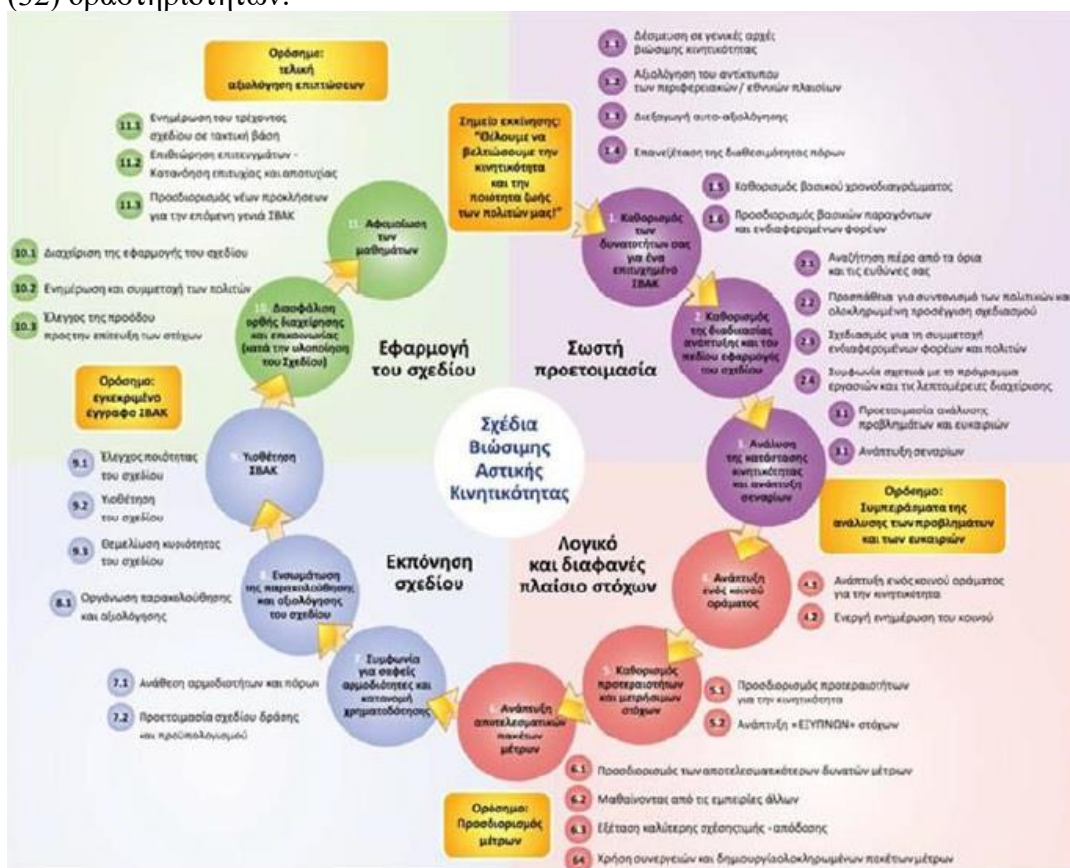 (32) δραστηριοτήτων.
Ορόσημο:
τελική
αξιολόγηση επιπτώσεων
11.1 Ενημέρωση του τρέχοντος
σχεδίου σε τακτική βάση
11.2 Επιθεώρηση επιτευγμάτων -
Κατανόηση επιτυχίας και αποτυχίας
11.3 Προσδιορισμός νέων προκλήσεων
για την επόμενη γενιά ΣΒΑΚ
10.1 Διαχείριση της εφαρμογής του σχεδίου
10.2 Ενημέρωση και συμμετοχή των πολιτών
10.3 Έλεγχος της προόδου
προς την επίτευξη των στόχων
Σημείο εκκίνησης:
"Θέλουμε να
βελτιώσουμε την
κινητικότητα
και την
ποιότητα ζωής
των πολιτών μας!"
1.1 Δέσμευση σε γενικές αρχές
βιώσιμης κινητικότητας
1.2 Αξιολόγηση του αντίκτυπου
των περιφερειακών / εθνικών πλαισίων
1.3 Διεξαγωγή αυτο-αξιολόγησης
1.4 Επανεξέταση της διαθεσιμότητας πόρων
1.5 Καθορισμός βασικού χρονοδιαγράμματος
1.6 Προσδιορισμός βασικών παραγόντων
και ενδιαφερομένων φορέων
2.1 Αναζήτηση πέρα από τα όρια
και τις ευθύνες σας
2.2 Προσπάθεια για συντονισμό των πολιτικών και
ολοκληρωμένη προσέγγιση σχεδιασμού
2.3 Σχεδιασμός για τη συμμετοχή
ενδιαφερομένων φορέων και πολιτών
2.4 Συμφωνία σχετικά με το πρόγραμμα
εργασιών και τις λεπτομέρειες διαχείρισης
3.1 Προετοιμασία ανάλυσης
προβλημάτων και ευκαιριών
3.1 Ανάπτυξη σεναρίων
11. Αφομοίωση
των
μαθημάτων
1. Καθορισμός
των
δυνατοτήτων σας
για ένα
επιτυχημένο
ΣΒΑΚ
10. Διασφάλιση
ορθής διαχείρισης
και επικοινωνίας
(κατά την υλοποίηση
του Σχεδίου)
2. Καθορισμός
της διαδικασίας
ανάπτυξης και του
πεδίου εφαρμογής
του σχεδίου
Εφαρμογή
του σχεδίου
Σωστή
προετοιμασία
Ορόσημο:
εγκεκριμένο
έγγραφο ΣΒΑΚ
9. Υιοθέτηση
ΣΒΑΚ
Σχέδια
Βιώσιμης
Αστικής
Κινητικότητας
3. Ανάλυση
της κατάστασης
κινητικότητας
και ανάπτυξη
σεναρίων
Ορόσημο:
Συμπεράσματα της
ανάλυσης των προβλημάτων
και των ευκαιριών
9.1 Έλεγχος ποιότητας
του σχεδίου
9.2 Υιοθέτηση
του σχεδίου
9.3 Θεμελίωση κυριότητας
του σχεδίου
8.1 Οργάνωση παρακολούθησης
και αξιολόγησης
8. Ενσωμάτωση
της παρακολούθησης
και αξιολόγησης
του σχεδίου
Εκπόνηση
σχεδίου
Λογικό
και διαφανές
πλαίσιο στόχων
4. Ανάπτυξη
ενός κοινού
οράματος
4.1 Ανάπτυξη ενός κοινού οράματος
για την κινητικότητα
4.2 Ενεργή ενημέρωση του κοινού
7.1 Ανάθεση αρμοδιοτήτων και πόρων
7.2 Προετοιμασία σχεδίου δράσης
και προϋπολογισμού
7. Συμφωνία
για σαφείς
αρμοδιότητες και
κατανομή
χρηματοδότησης
6. Ανάπτυξη
αποτελεσματικών
πακέτων
μέτρων
5. Καθορισμός
προτεραιοτήτων
και μετρήσιμων
στόχων
5.1 Προσδιορισμός προτεραιοτήτων
για την κινητικότητα
5.2 Ανάπτυξη «ΕΞΥΠΝΩΝ» στόχων
Ορόσημο:
Προσδιορισμός
μέτρων
6.1 Προσδιορισμός των αποτελεσματικότερων δυνατών μέτρων
6.2 Μαθαίνοντας από τις εμπειρίες άλλων
6.3 Εξέταση καλύτερης σχέσης τιμής - απόδοσης
64 Χρήση συνεργειών και δημιουργία ολοκληρωμένων πακέτων μέτρων